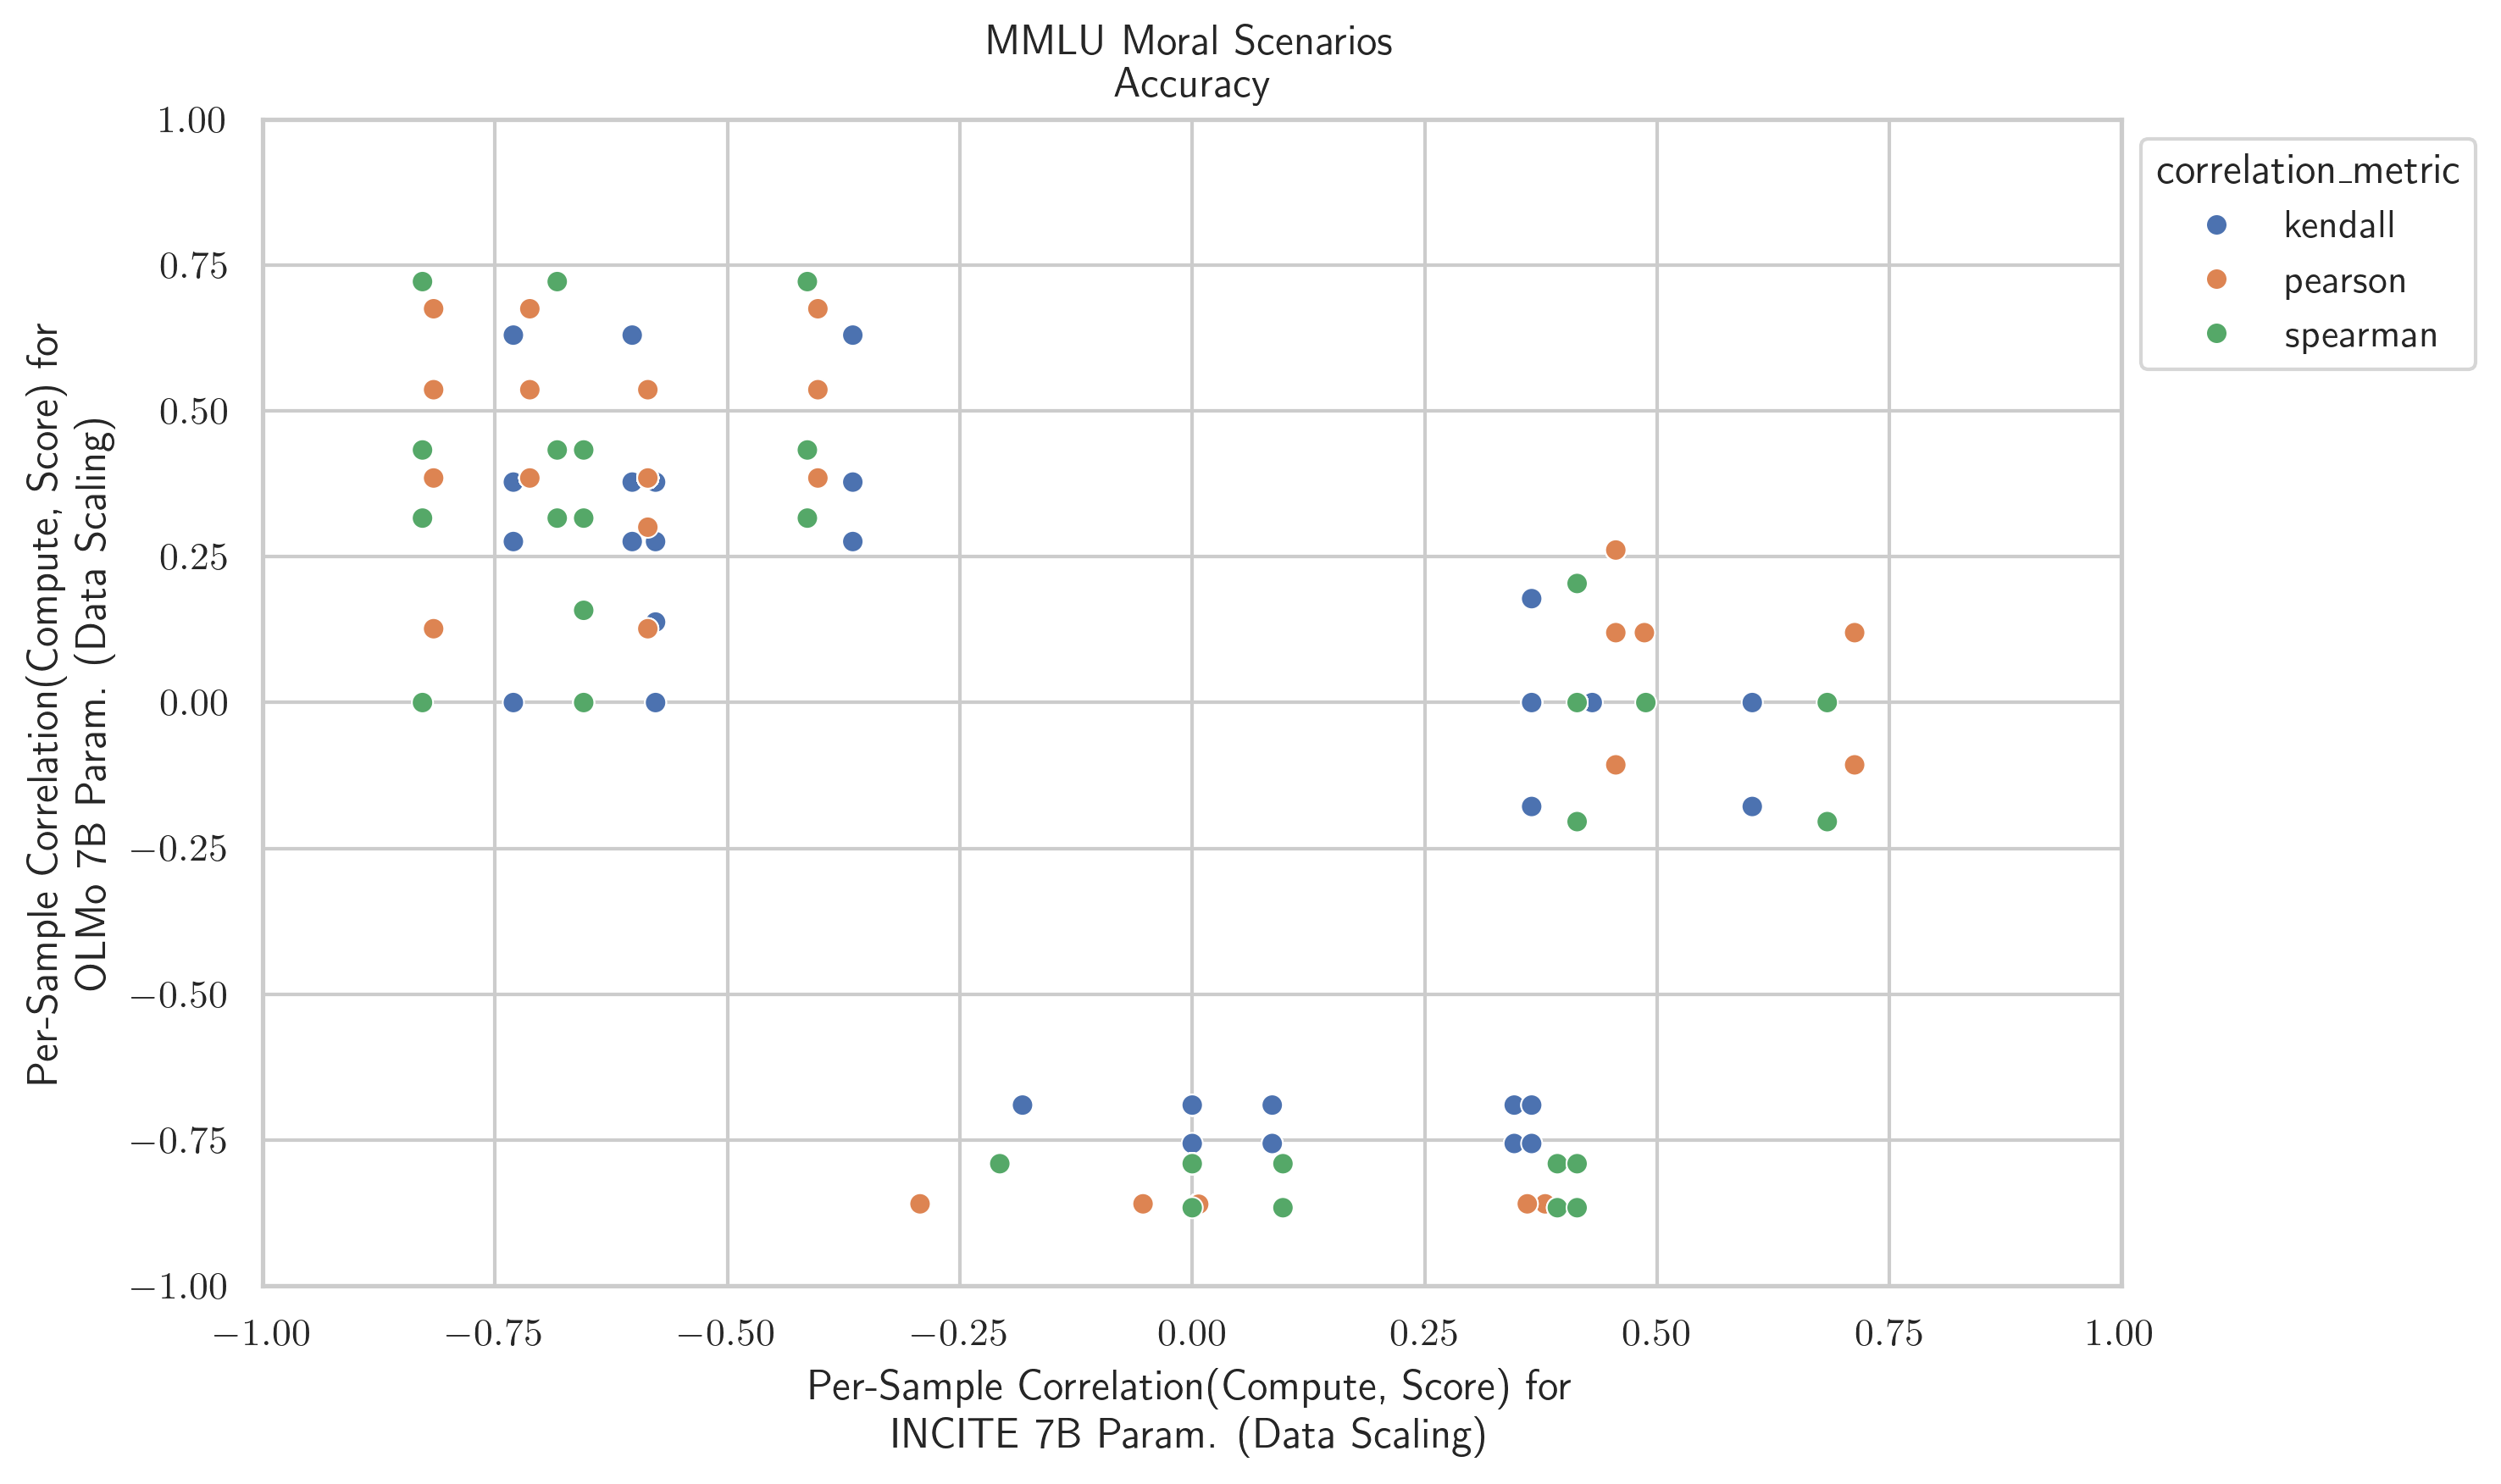 MMLU Moral Scenarios
Accuracy
1.00
0.75
0.50
0.25
0.00
−0.25
−0.50
−0.75
−1.00
Per-Sample Correlation(Compute, Score) for
OLMo 7B Param. (Data Scaling)
correlation_metric
kendall
pearson
spearman
−1.00 −0.75 −0.50 −0.25 0.00 0.25 0.50 0.75 1.00
Per-Sample Correlation(Compute, Score) for
INCITE 7B Param. (Data Scaling)